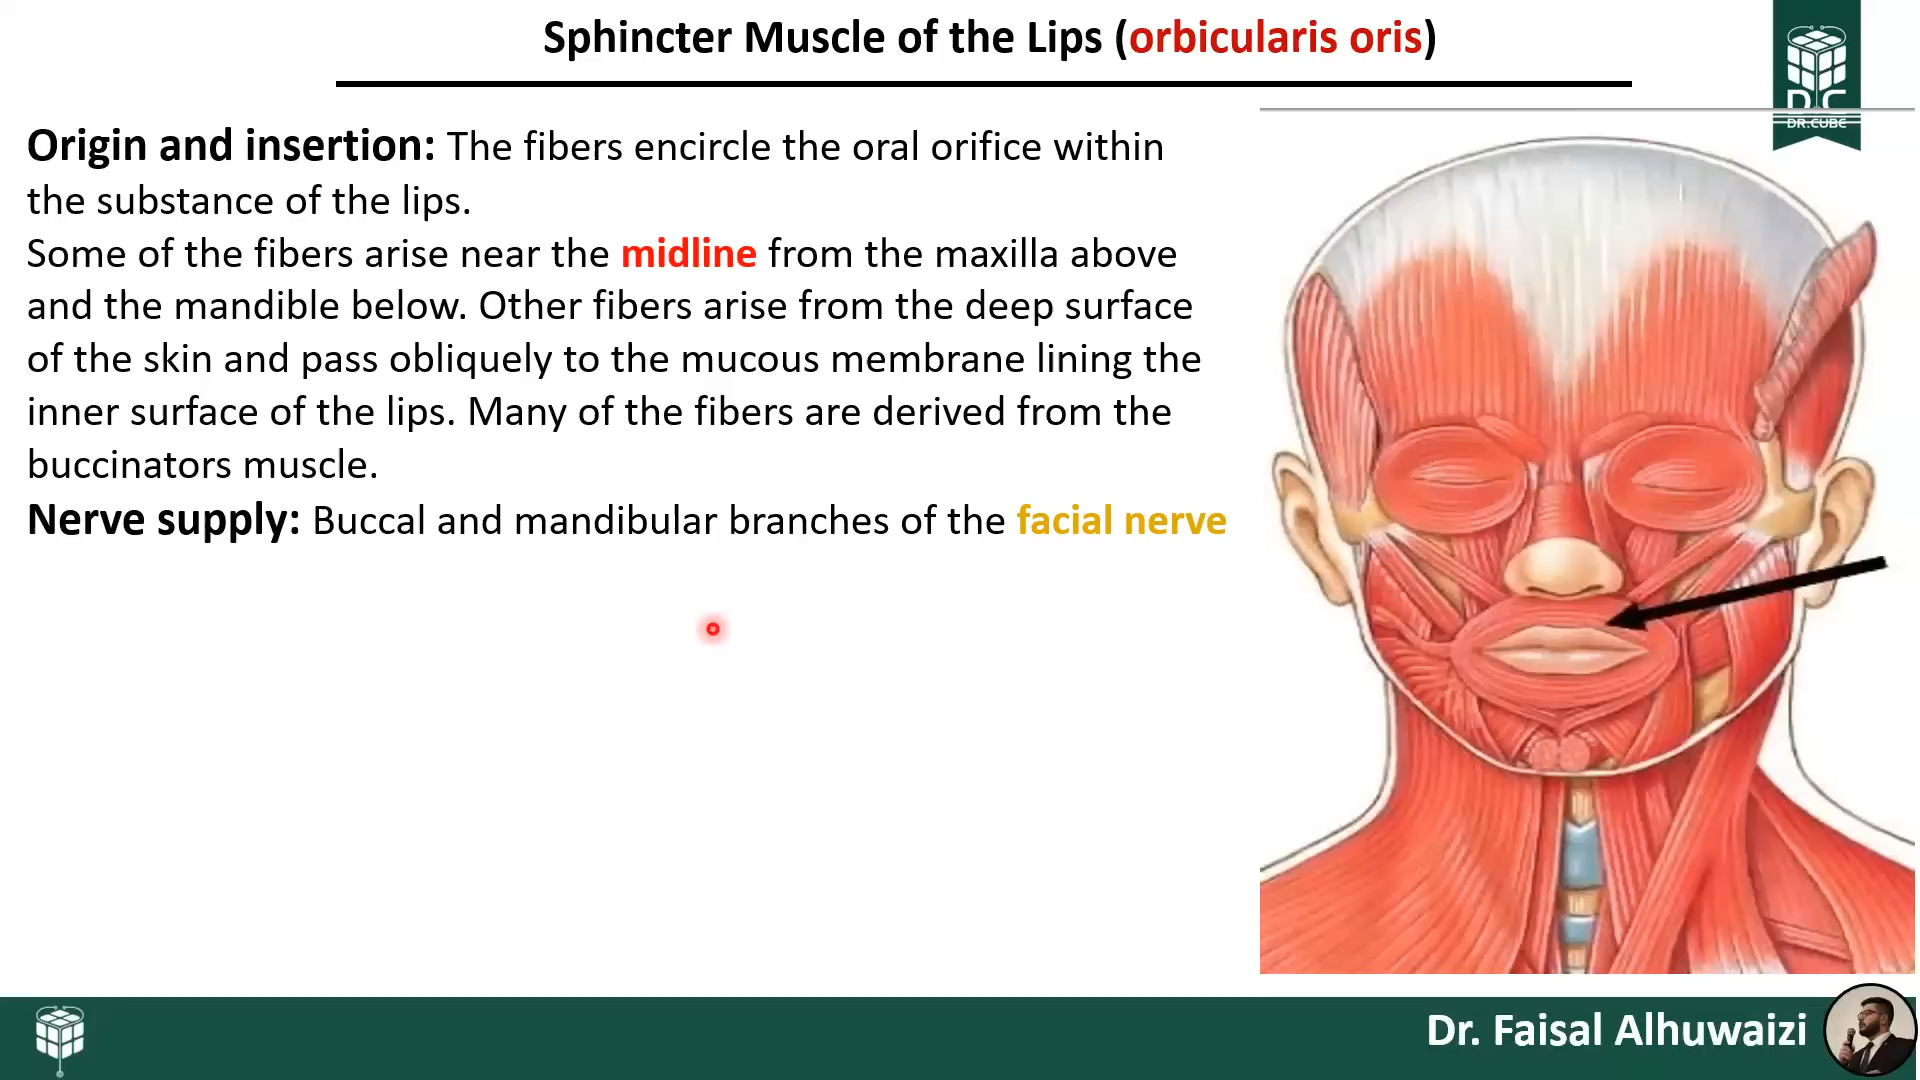 Sphincter Muscle of the Lips (orbicularis oris)
DC
DR.CUBE
Origin and insertion: The fibers encircle the oral orifice within
the substance of the lips.
Some of the fibers arise near the midline from the maxilla above
and the mandible below. Other fibers arise from the deep surface
of the skin and pass obliquely to the mucous membrane lining the
inner surface of the lips. Many of the fibers are derived from the
buccinators muscle.
Nerve supply: Buccal and mandibular branches of the facial nerve
Dr. Faisal Alhuwaizi